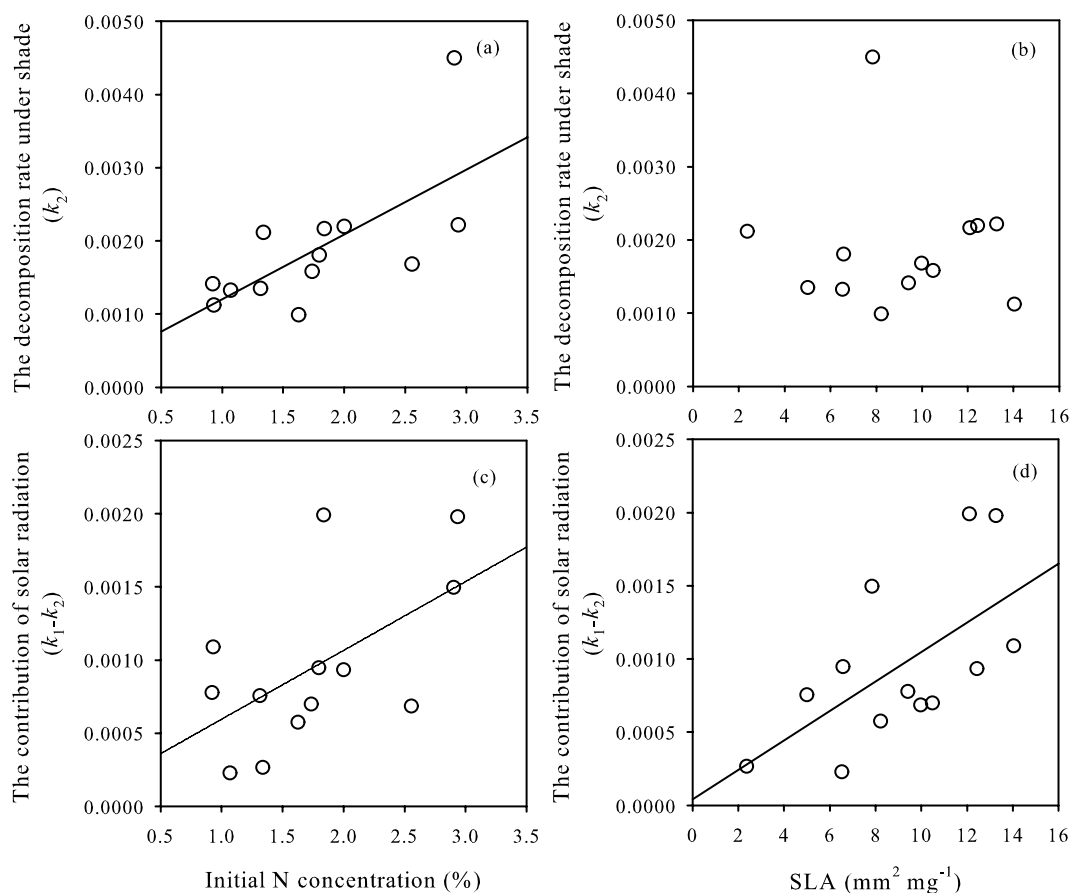 The decomposition rate under shade
(k₂)
0.0050
0.0040
0.0030
0.0020
0.0010
0.0000
(a)
0.5 1.0 1.5 2.0 2.5 3.0 3.5
The decomposition rate under shade
(k₂)
0.0050
0.0040
0.0030
0.0020
0.0010
0.0000
(b)
0 2 4 6 8 10 12 14 16
The contribution of solar radiation
(k₁-k₂)
0.0025
0.0020
0.0015
0.0010
0.0005
0.0000
(c)
0.5 1.0 1.5 2.0 2.5 3.0 3.5
Initial N concentration (%)
The contribution of solar radiation
(k₁-k₂)
0.0025
0.0020
0.0015
0.0010
0.0005
0.0000
(d)
0 2 4 6 8 10 12 14 16
SLA (mm² mg⁻¹)